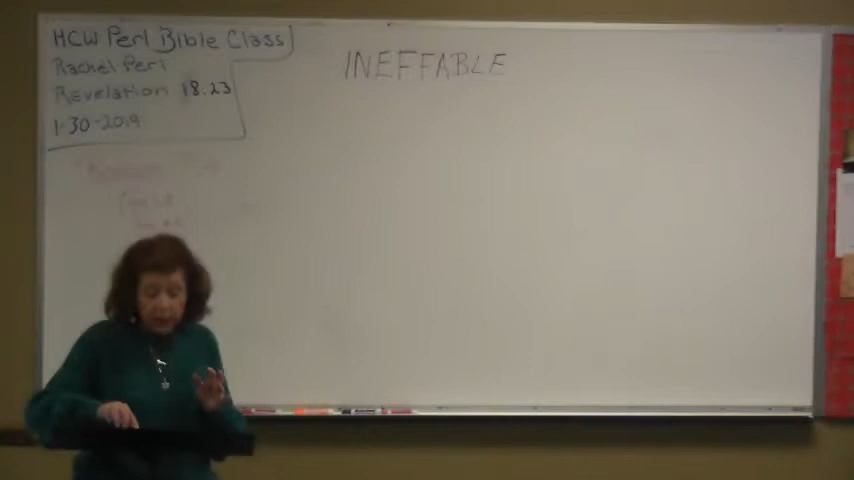 HCW Perl Bible Class
Rachel Perl
Revelation 18.23
1-30-2019
INEFFABLE